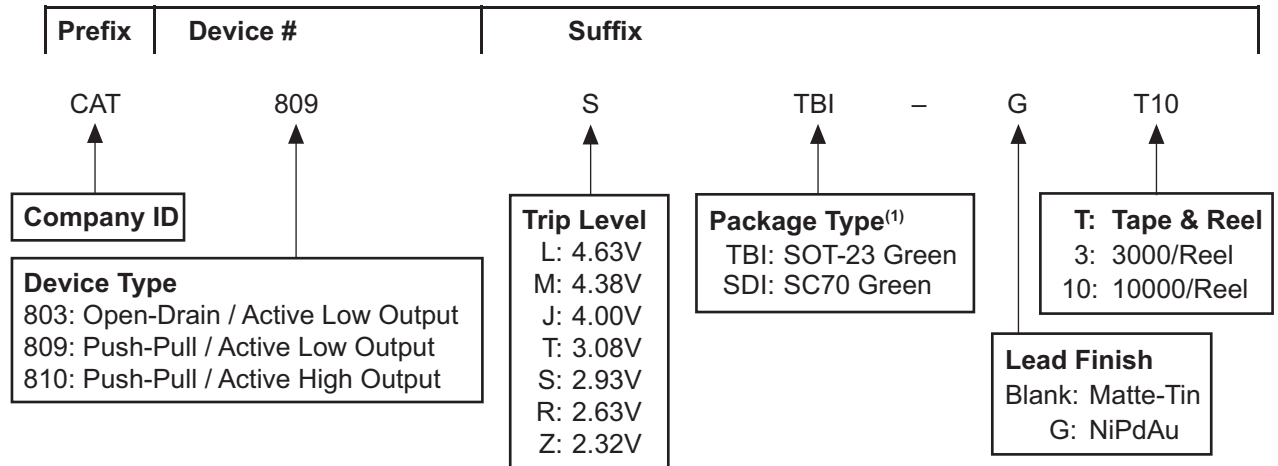 Prefix Device # Suffix
CAT 809 S TBI – G T10
Company ID
Device Type
803: Open-Drain / Active Low Output
809: Push-Pull / Active Low Output
810: Push-Pull / Active High Output
Trip Level
L: 4.63V
M: 4.38V
J: 4.00V
T: 3.08V
S: 2.93V
R: 2.63V
Z: 2.32V
Package Type(1)
TBI: SOT-23 Green
SDI: SC70 Green
T: Tape & Reel
3: 3000/Reel
10: 10000/Reel
Lead Finish
Blank: Matte-Tin
G: NiPdAu